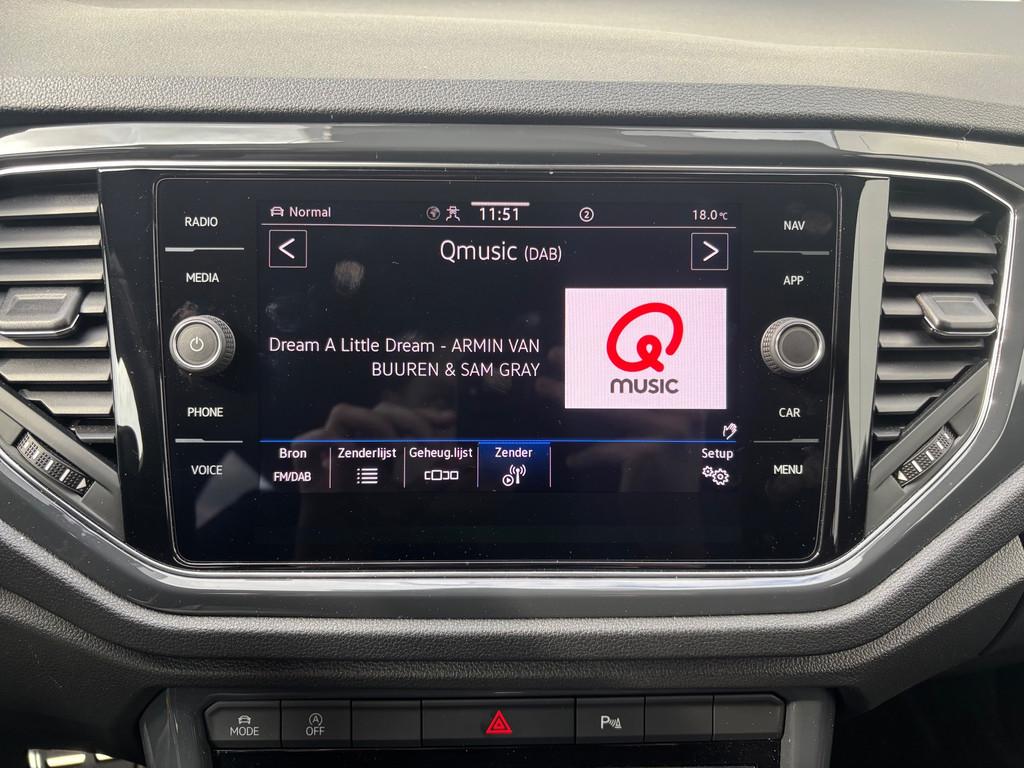 Normal 11:51 2 18.0°C
RADIO
MEDIA
PHONE
VOICE
< Qmusic (DAB) >
Dream A Little Dream - ARMIN VAN
BUUREN & SAM GRAY
Q
MUSIC
Bron Zenderlijst Geheug.lijst Zender Setup
FM/DAB
NAV
APP
CAR
MENU
MODE
A
OFF
P